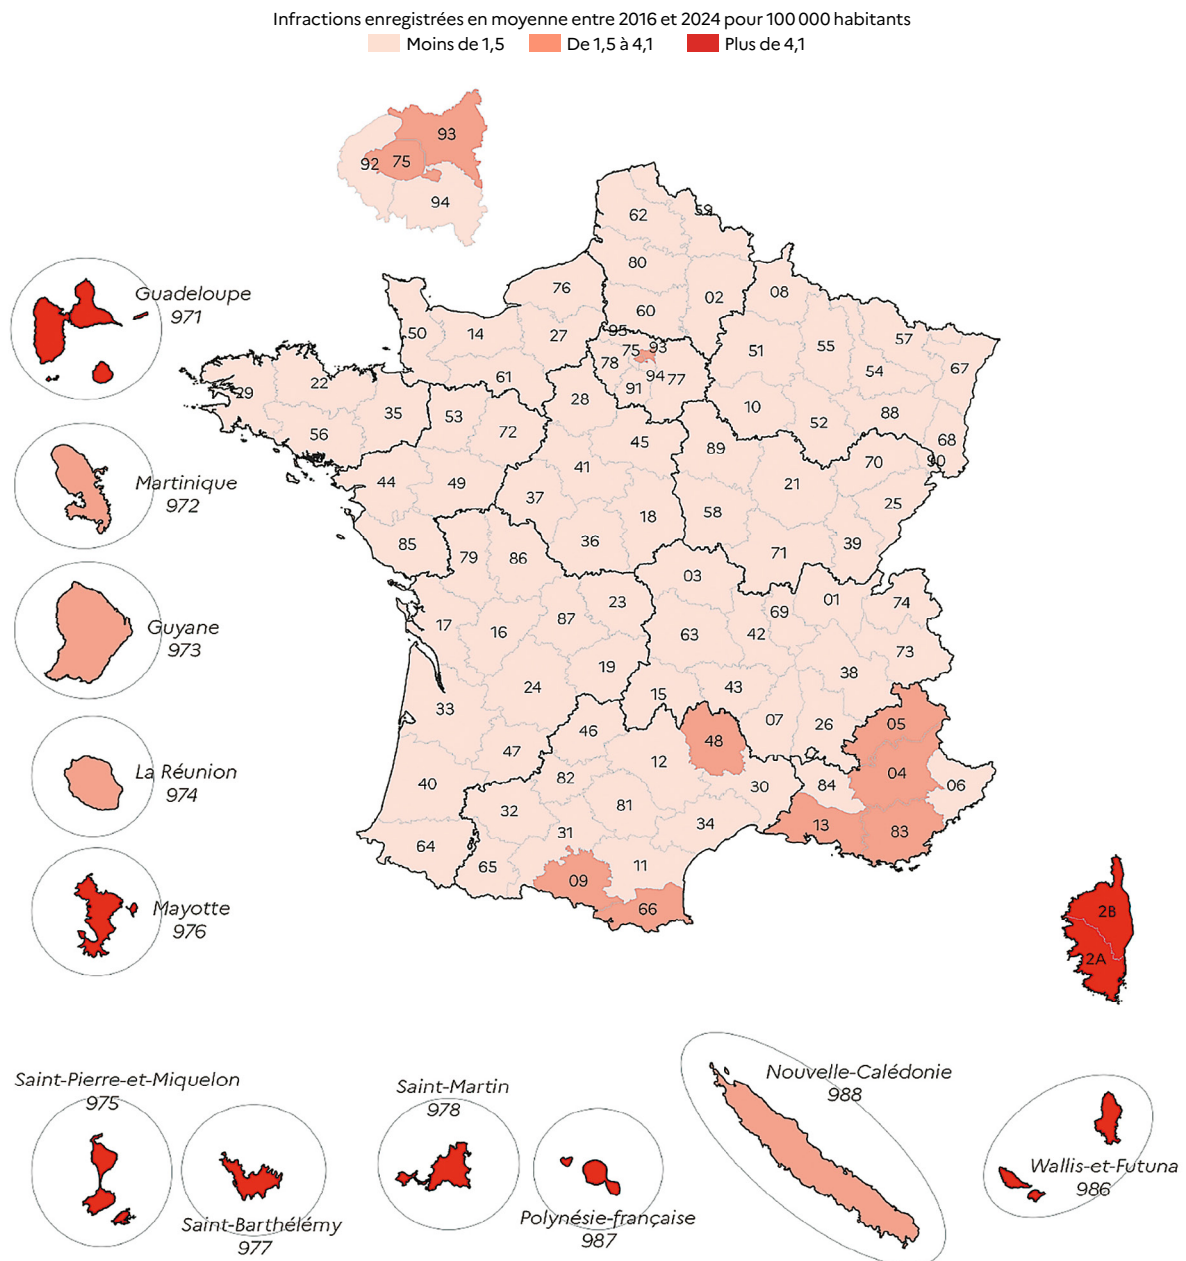 Infractions enregistrées en moyenne entre 2016 et 2024 pour 100 000 habitants
Moins de 1,5 De 1,5 à 4,1 Plus de 4,1
93
92 75
94
62 59
80
76 02 08
60
50 14 27 95
75 93
51 55 57
78 67
94 77 54
61 91
29 22 28
10 52 88
35 53
56 72 45 89 68
90
41 70
44 49 21
37 25
18 58
36
85 39
79 86 71
03
23 01
74
17 16 87 69
63 42
73
19 38
24 15 43
33
07 26 05
46 48
47 12
40 82 04
30 84 06
32 81
31 34 13 83
64 65 11
09
66
2B
2A
Guadeloupe
971
Martinique
972
Guyane
973
La Réunion
974
Mayotte
976
Saint-Pierre-et-Miquelon
975
Saint-Barthélémy
977
Saint-Martin
978
Polynésie-française
987
Nouvelle-Calédonie
988
Wallis-et-Futuna
986